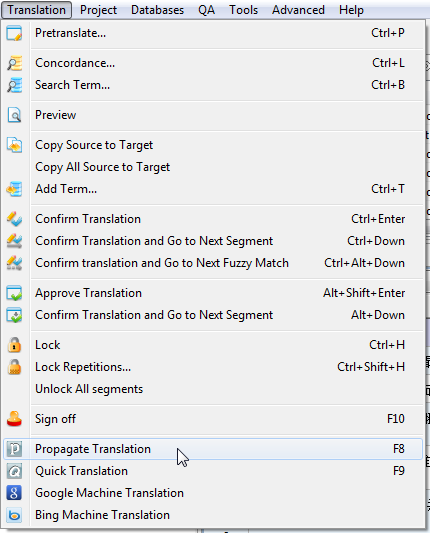 Translation Project Databases QA Tools Advanced Help
Pretranslate... Ctrl+P
Concordance... Ctrl+L
Search Term... Ctrl+B
Preview
Copy Source to Target
Copy All Source to Target
Add Term... Ctrl+T
Confirm Translation Ctrl+Enter
Confirm Translation and Go to Next Segment Ctrl+Down
Confirm translation and Go to Next Fuzzy Match Ctrl+Alt+Down
Approve Translation Alt+Shift+Enter
Confirm Translation and Go to Next Segment Alt+Down
Lock Ctrl+H
Lock Repetitions... Ctrl+Shift+H
Unlock All segments
Sign off F10
Propagate Translation F8
Quick Translation F9
Google Machine Translation
Bing Machine Translation